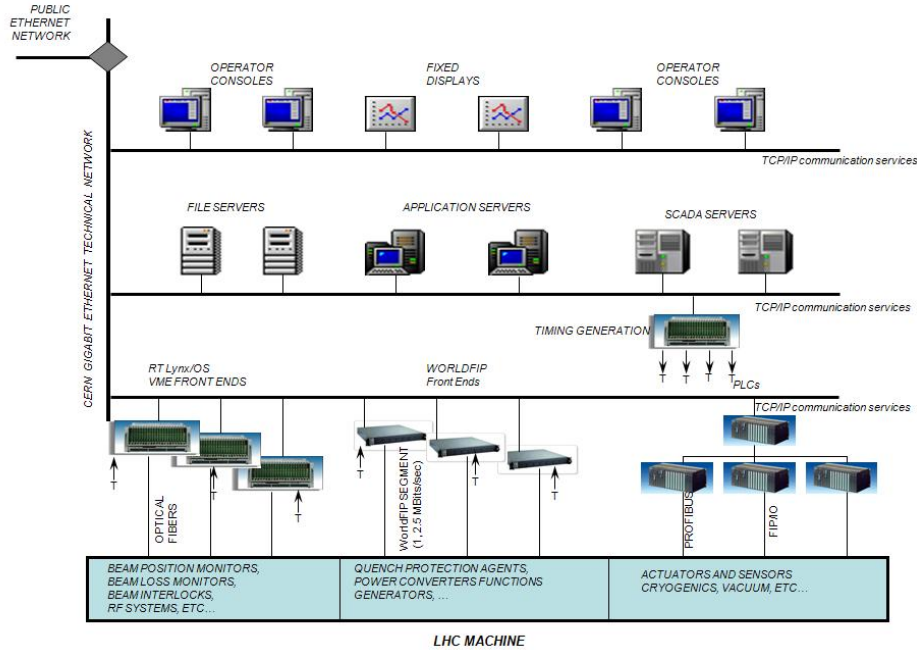 PUBLIC
ETHERNET
NETWORK
OPERATOR
CONSOLES
FIXED
DISPLAYS
OPERATOR
CONSOLES
TCP/IP communication services
CERN GIGABIT ETHERNET TECHNICAL NETWORK
FILE SERVERS
APPLICATION SERVERS
SCADA SERVERS
TCP/IP communication services
TIMING GENERATION
T
T
T
T
RT Lynx/OS
VME FRONT ENDS
WORLDFIP
Front Ends
PLCs
TCP/IP communication services
T
T
T
T
T
T
OPTICAL
FIBERS
WorldFIP SEGMENT
(1, 2.5 MBits/sec)
PROFIBUS
FIP/IO
BEAM POSITION MONITORS,
BEAM LOSS MONITORS,
BEAM INTERLOCKS,
RF SYSTEMS, ETC...
QUENCH PROTECTION AGENTS,
POWER CONVERTERS FUNCTIONS
GENERATORS, ...
ACTUATORS AND SENSORS
CRYOGENICS, VACUUM, ETC...
LHC MACHINE